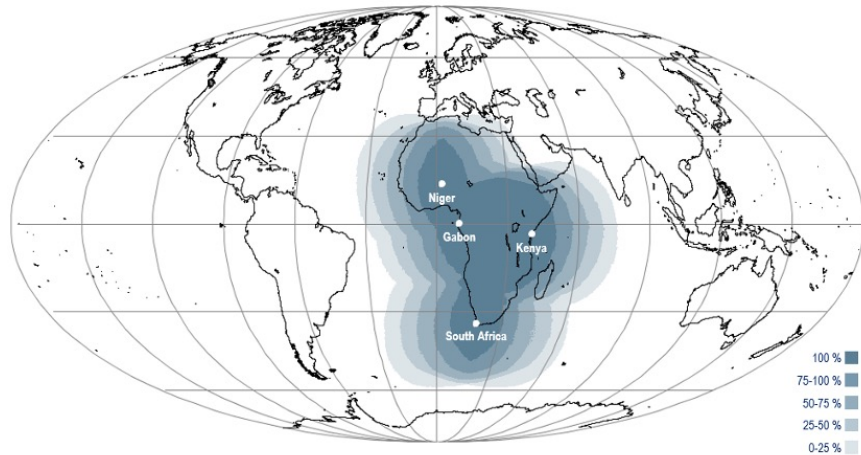 Niger
Gabon
Kenya
South Africa
100 %
75-100 %
50-75 %
25-50 %
0-25 %